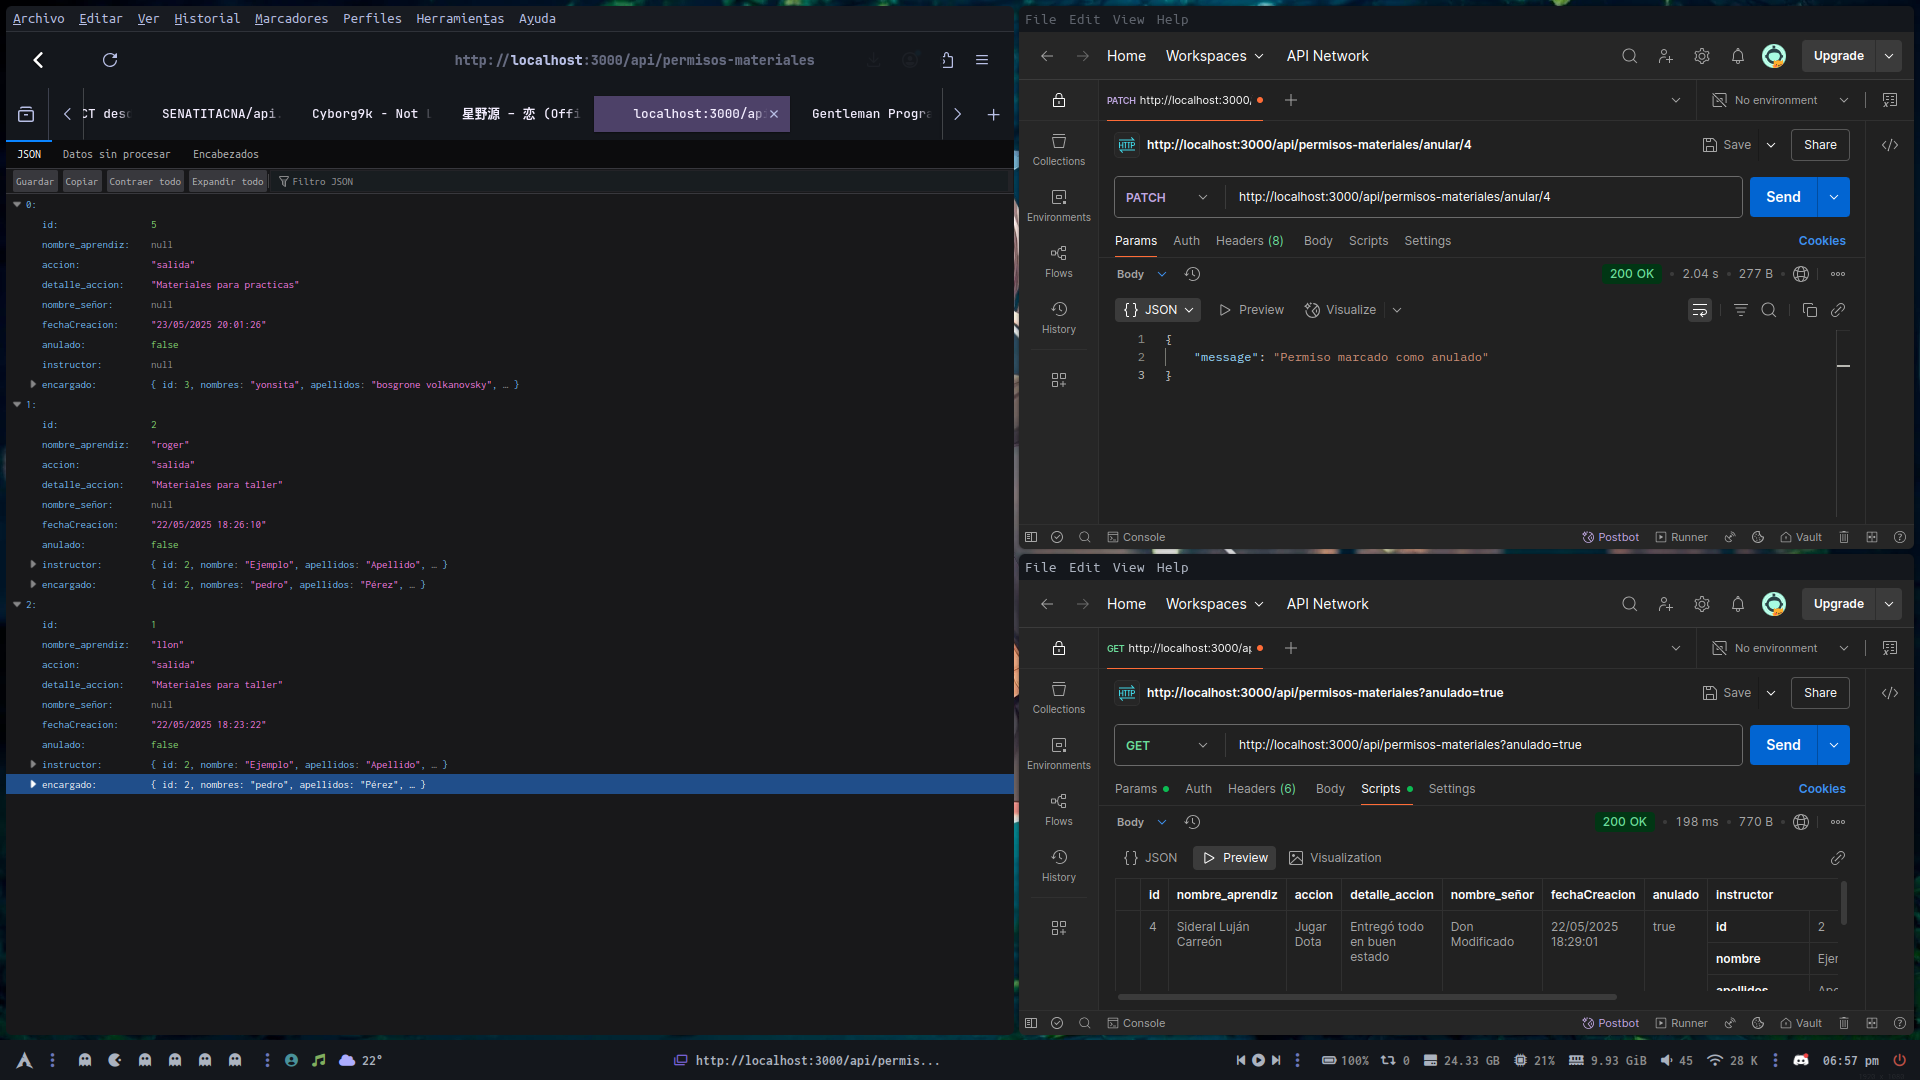 Archivo Editar Ver Historial Marcadores Perfiles Herramientas Ayuda
http://localhost:3000/api/permisos-materiales
CT desc
SENATITACNA/api.
Cyborg9k - Not L
星野源 - 恋 (Offi
localhost:3000/ap
Gentleman Progra
JSON Datos sin procesar Encabezados
Guardar Copiar Contraer todo Expandir todo Filtro JSON
0:
id: 5
nombre_aprendiz: null
accion: "salida"
detalle_accion: "Materiales para practicas"
nombre_señor: null
fechaCreacion: "23/05/2025 20:01:26"
anulado: false
instructor: null
encargado: { id: 3, nombres: "yonsita", apellidos: "bosgrone volkanovsky", … }
1:
id: 2
nombre_aprendiz: "roger"
accion: "salida"
detalle_accion: "Materiales para taller"
nombre_señor: null
fechaCreacion: "22/05/2025 18:26:10"
anulado: false
instructor: { id: 2, nombre: "Ejemplo", apellidos: "Apellido", … }
encargado: { id: 2, nombres: "pedro", apellidos: "Pérez", … }
2:
id: 1
nombre_aprendiz: "llon"
accion: "salida"
detalle_accion: "Materiales para taller"
nombre_señor: null
fechaCreacion: "22/05/2025 18:23:22"
anulado: false
instructor: { id: 2, nombre: "Ejemplo", apellidos: "Apellido", … }
encargado: { id: 2, nombres: "pedro", apellidos: "Pérez", … }
File Edit View Help
Home Workspaces API Network Upgrade
PATCH http://localhost:3000, No environment
HTTP http://localhost:3000/api/permisos-materiales/anular/4 Save Share
PATCH http://localhost:3000/api/permisos-materiales/anular/4 Send
Params Auth Headers (8) Body Scripts Settings Cookies
Body 200 OK • 2.04 s • 277 B
{} JSON Preview Visualize
1 {
2 "message": "Permiso marcado como anulado"
3 }
Collections
Environments
Flows
History
Console Postbot Runner Vault
File Edit View Help
Home Workspaces API Network Upgrade
GET http://localhost:3000/ap No environment
HTTP http://localhost:3000/api/permisos-materiales?anulado=true Save Share
GET http://localhost:3000/api/permisos-materiales?anulado=true Send
Params Auth Headers (6) Body Scripts Settings Cookies
Body 200 OK • 198 ms • 770 B
{} JSON Preview Visualization
id nombre_aprendiz accion detalle_accion nombre_señor fechaCreacion anulado instructor
4 Sideral Luján Carreón Jugar Dota Entregó todo en buen estado Don Modificado 22/05/2025 18:29:01 true id 2
nombre Ejer
apellidos
Collections
Environments
Flows
History
Console Postbot Runner Vault
22° http://localhost:3000/api/permis... 100% 0 24.33 GB 21% 9.93 GiB 45 28 K 06:57 pm